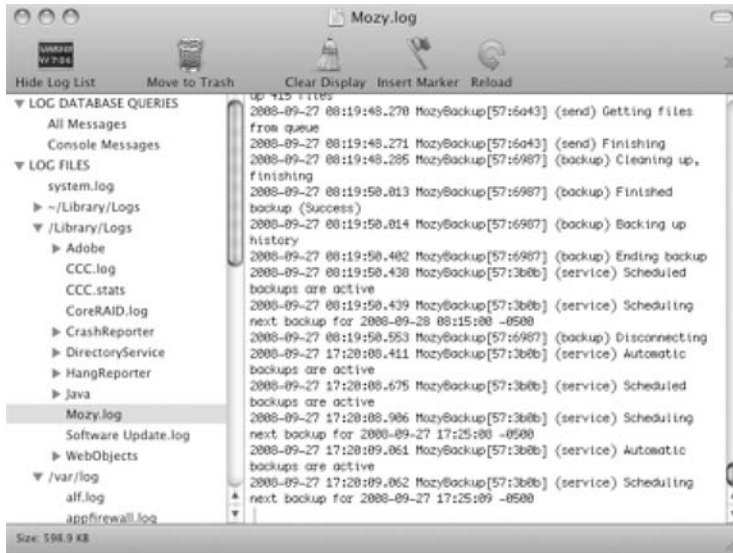 Mozy.log
Hide Log List
Move to Trash
Clear Display
Insert Marker
Reload
LOG DATABASE QUERIES
All Messages
Console Messages
LOG FILES
system.log
~/Library/Logs
/Library/Logs
Adobe
CCC.log
CCC.stats
CoreRAID.log
CrashReporter
DirectoryService
HangReporter
Java
Mozy.log
Software Update.log
WebObjects
/var/log
alf.log
appfirewall.log
up 415 files
2008-09-27 08:19:48.270 MozyBackup[57:6a43] (send) Getting files
from queue
2008-09-27 08:19:48.271 MozyBackup[57:6a43] (send) Finishing
2008-09-27 08:19:48.285 MozyBackup[57:6987] (backup) Cleaning up,
finishing
2008-09-27 08:19:50.013 MozyBackup[57:6987] (backup) Finished
backup (Success)
2008-09-27 08:19:50.014 MozyBackup[57:6987] (backup) Backing up
history
2008-09-27 08:19:50.402 MozyBackup[57:6987] (backup) Ending backup
2008-09-27 08:19:50.438 MozyBackup[57:3b0b] (service) Scheduled
backups are active
2008-09-27 08:19:50.439 MozyBackup[57:3b0b] (service) Scheduling
next backup for 2008-09-28 08:15:00 -0500
2008-09-27 08:19:50.553 MozyBackup[57:6987] (backup) Disconnecting
2008-09-27 17:20:08.411 MozyBackup[57:3b0b] (service) Automatic
backups are active
2008-09-27 17:20:08.675 MozyBackup[57:3b0b] (service) Scheduled
backups are active
2008-09-27 17:20:08.906 MozyBackup[57:3b0b] (service) Scheduling
next backup for 2008-09-27 17:25:08 -0500
2008-09-27 17:20:09.061 MozyBackup[57:3b0b] (service) Automatic
backups are active
2008-09-27 17:20:09.062 MozyBackup[57:3b0b] (service) Scheduling
next backup for 2008-09-27 17:25:09 -0500
Size: 598.9 KB